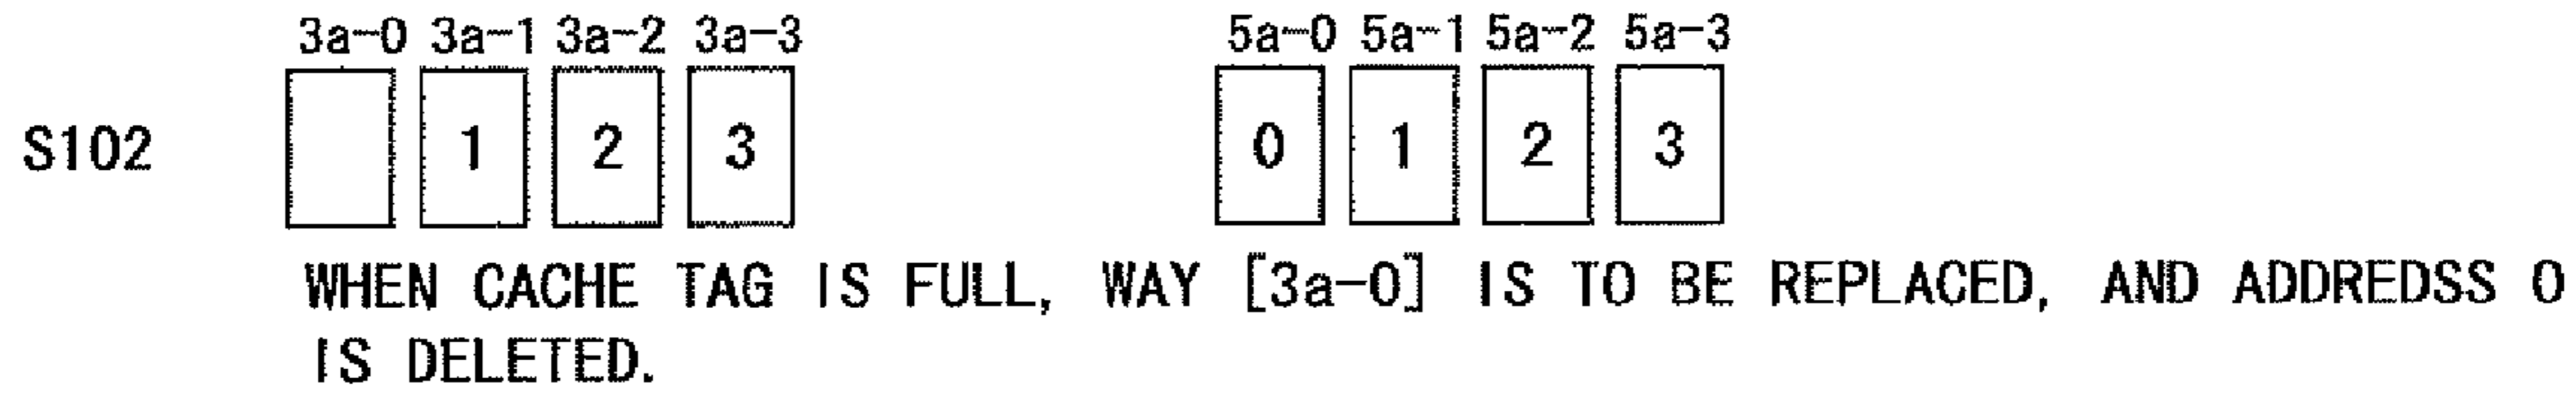 3a-0 3a-1 3a-2 3a-3 5a-0 5a-1 5a-2 5a-3
S102 1 2 3 0 1 2 3
WHEN CACHE TAG IS FULL, WAY [3a-0] IS TO BE REPLACED, AND ADDREDSS 0
IS DELETED.